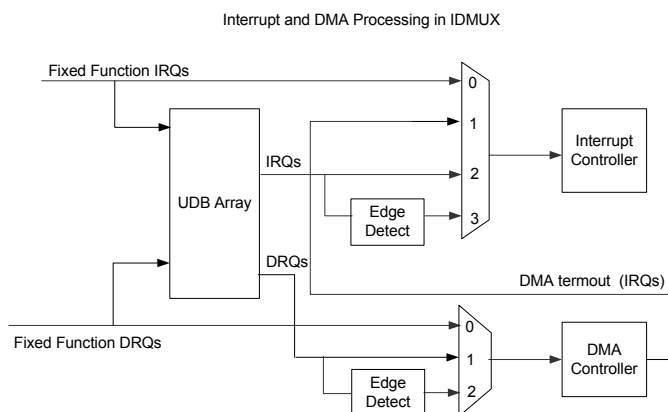 Interrupt and DMA Processing in IDMUX
Fixed Function IRQs
0
1
Interrupt
Controller
IRQs
2
UDB Array
Edge
Detect
3
DRQs
DMA termout (IRQs)
0
Fixed Function DRQs
1
DMA
Controller
Edge
Detect
2